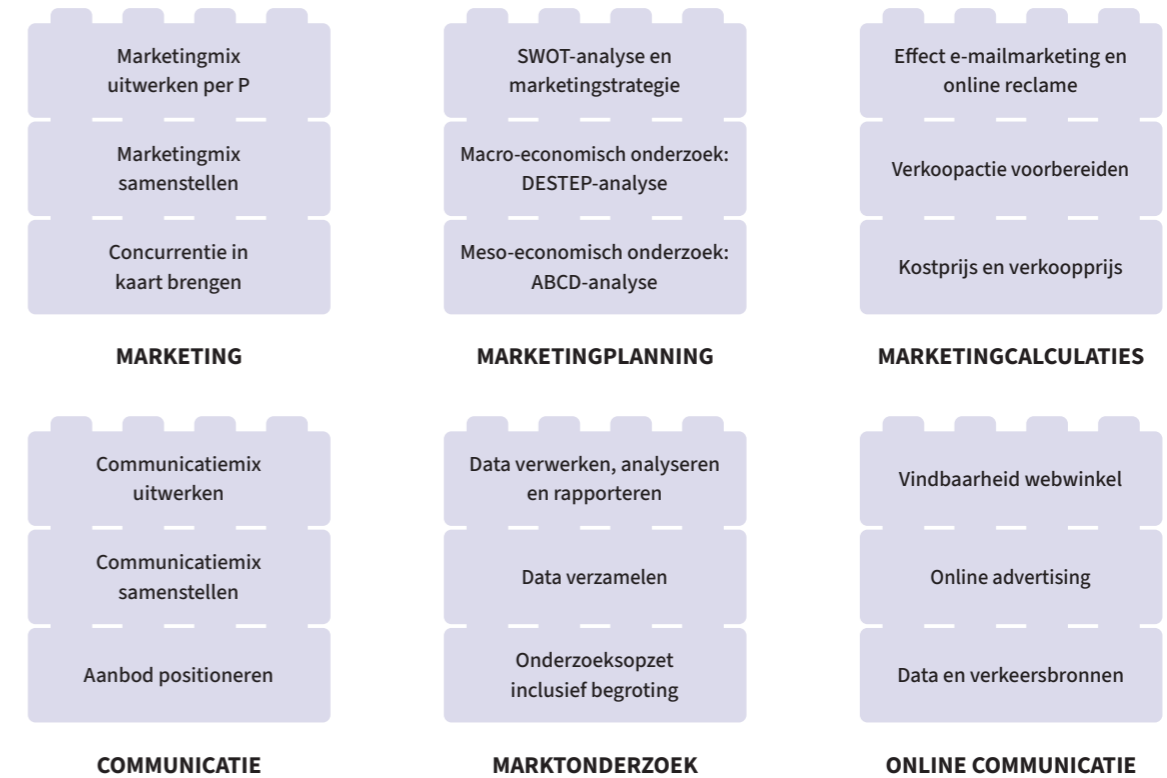 Marketingmix
uitwerken per P
Marketingmix
samenstellen
Concurrentie in
kaart brengen
MARKETING
SWOT-analyse en
marketingstrategie
Macro-economisch onderzoek:
DESTEP-analyse
Meso-economisch onderzoek:
ABCD-analyse
MARKETINGPLANNING
Effect e-mailmarketing en
online reclame
Verkoopactie voorbereiden
Kostprijs en verkoopprijs
MARKETINGCALCULATIES
Communicatiemix
uitwerken
Communicatiemix
samenstellen
Aanbod positioneren
COMMUNICATIE
Data verwerken, analyseren
en rapporteren
Data verzamelen
Onderzoeksopzet
inclusief begroting
MARKTONDERZOEK
Vindbaarheid webwinkel
Online advertising
Data en verkeersbronnen
ONLINE COMMUNICATIE